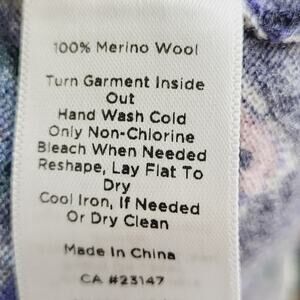 100% Merino Wool
Turn Garment Inside
Out
Hand Wash Cold
Only Non-Chlorine
Bleach When Needed
Reshape, Lay Flat To
Dry
Cool Iron, If Needed
Or Dry Clean
Made In China
CA #23147